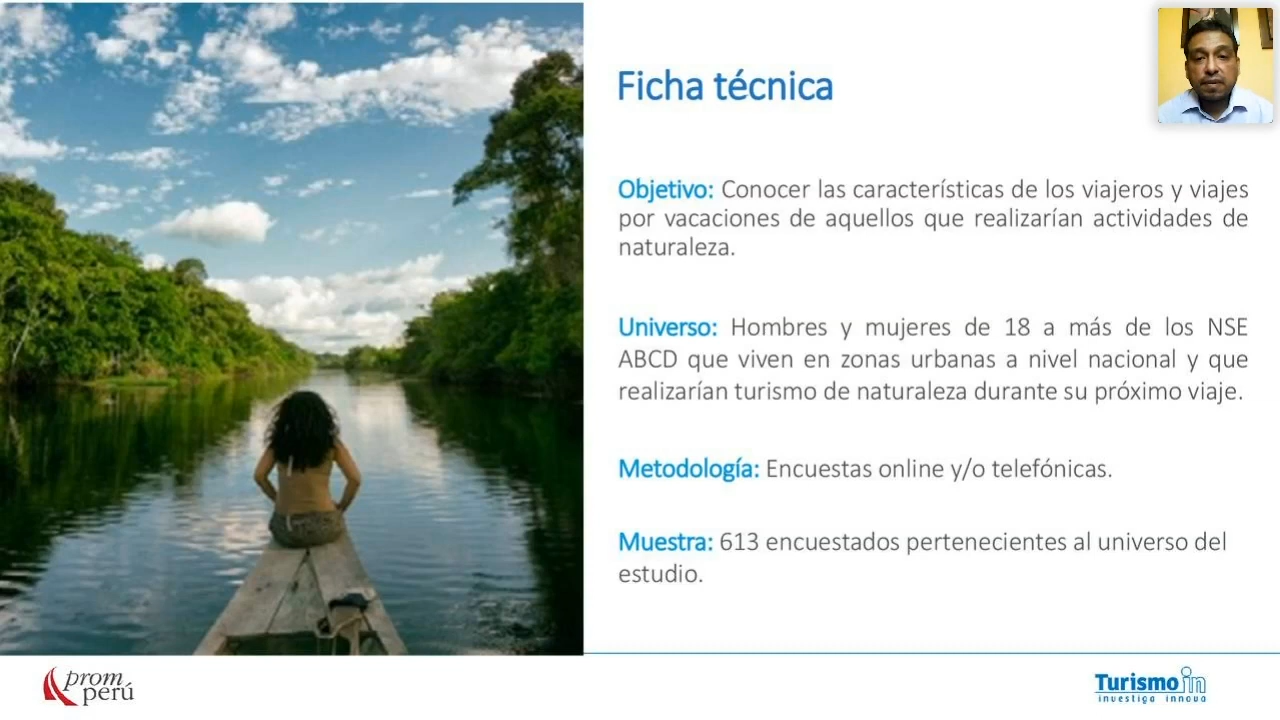 Ficha técnica
Objetivo: Conocer las características de los viajeros y viajes
por vacaciones de aquellos que realizarían actividades de
naturaleza.
Universo: Hombres y mujeres de 18 a más de los NSE
ABCD que viven en zonas urbanas a nivel nacional y que
realizarían turismo de naturaleza durante su próximo viaje.
Metodología: Encuestas online y/o telefónicas.
Muestra: 613 encuestados pertenecientes al universo del
estudio.
prom
perú
Turismo in
investiga innova